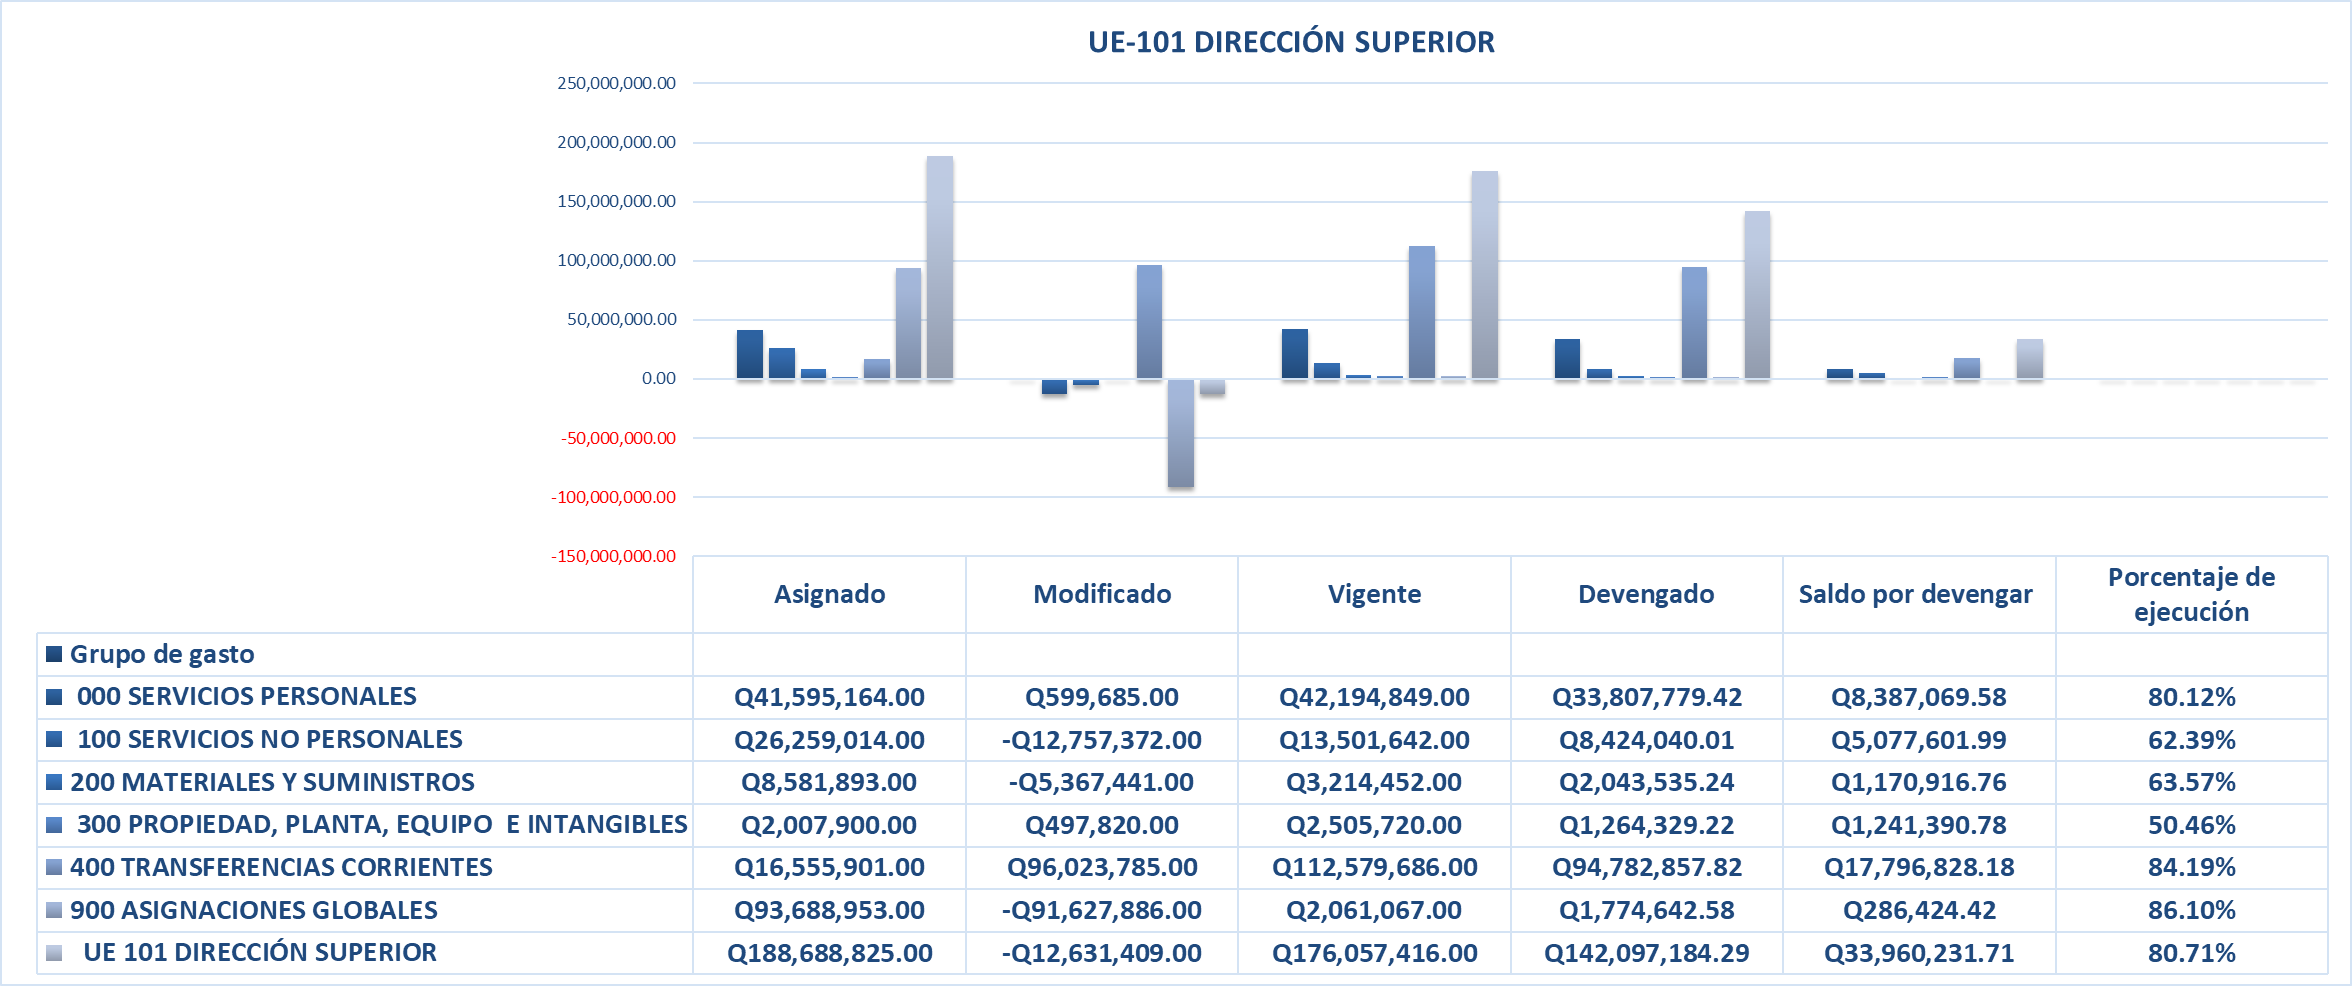 UE-101 DIRECCIÓN SUPERIOR
250,000,000.00
200,000,000.00
150,000,000.00
100,000,000.00
50,000,000.00
0.00
-50,000,000.00
-100,000,000.00
-150,000,000.00
Asignado Modificado Vigente Devengado Saldo por devengar Porcentaje de ejecución
Grupo de gasto
000 SERVICIOS PERSONALES Q41,595,164.00 Q599,685.00 Q42,194,849.00 Q33,807,779.42 Q8,387,069.58 80.12%
100 SERVICIOS NO PERSONALES Q26,259,014.00 -Q12,757,372.00 Q13,501,642.00 Q8,424,040.01 Q5,077,601.99 62.39%
200 MATERIALES Y SUMINISTROS Q8,581,893.00 -Q5,367,441.00 Q3,214,452.00 Q2,043,535.24 Q1,170,916.76 63.57%
300 PROPIEDAD, PLANTA, EQUIPO E INTANGIBLES Q2,007,900.00 Q497,820.00 Q2,505,720.00 Q1,264,329.22 Q1,241,390.78 50.46%
400 TRANSFERENCIAS CORRIENTES Q16,555,901.00 Q96,023,785.00 Q112,579,686.00 Q94,782,857.82 Q17,796,828.18 84.19%
900 ASIGNACIONES GLOBALES Q93,688,953.00 -Q91,627,886.00 Q2,061,067.00 Q1,774,642.58 Q286,424.42 86.10%
UE 101 DIRECCIÓN SUPERIOR Q188,688,825.00 -Q12,631,409.00 Q176,057,416.00 Q142,097,184.29 Q33,960,231.71 80.71%